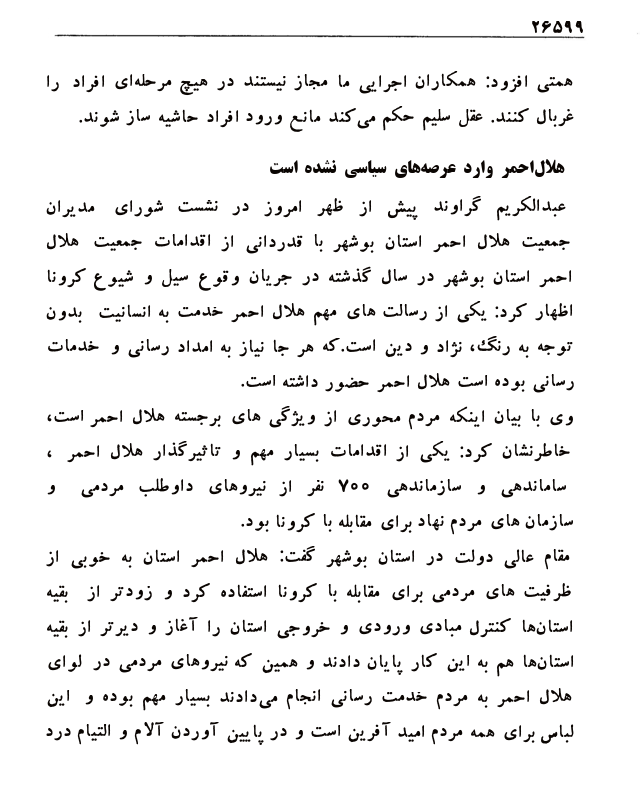 ۲۶۵۹۹
همتی افزود: همکاران اجرایی ما مجاز نیستند در هیچ مرحله‌ای افراد را
غربال کنند. عقل سلیم حکم می‌کند مانع ورود افراد حاشیه ساز شوند.
هلال‌احمر وارد عرصه‌های سیاسی نشده است
عبدالکریم گراوند پیش از ظهر امروز در نشست شورای مدیران
جمعیت هلال احمر استان بوشهر با قدردانی از اقدامات جمعیت هلال
احمر استان بوشهر در سال گذشته در جریان وقوع سیل و شیوع کرونا
اظهار کرد: یکی از رسالت های مهم هلال احمر خدمت به انسانیت بدون
توجه به رنگ، نژاد و دین است.که هر جا نیاز به امداد رسانی و خدمات
رسانی بوده است هلال احمر حضور داشته است.
وی با بیان اینکه مردم محوری از ویژگی های برجسته هلال احمر است،
خاطرنشان کرد: یکی از اقدامات بسیار مهم و تاثیرگذار هلال احمر ،
ساماندهی و سازماندهی ۷۰۰ نفر از نیروهای داوطلب مردمی و
سازمان های مردم نهاد برای مقابله با کرونا بود.
مقام عالی دولت در استان بوشهر گفت: هلال احمر استان به خوبی از
ظرفیت های مردمی برای مقابله با کرونا استفاده کرد و زودتر از بقیه
استان‌ها کنترل مبادی ورودی و خروجی استان را آغاز و دیرتر از بقیه
استان‌ها هم به این کار پایان دادند و همین که نیروهای مردمی در لوای
هلال احمر به مردم خدمت رسانی انجام می‌دادند بسیار مهم بوده و این
لباس برای همه مردم امید آفرین است و در پایین آوردن آلام و التیام درد